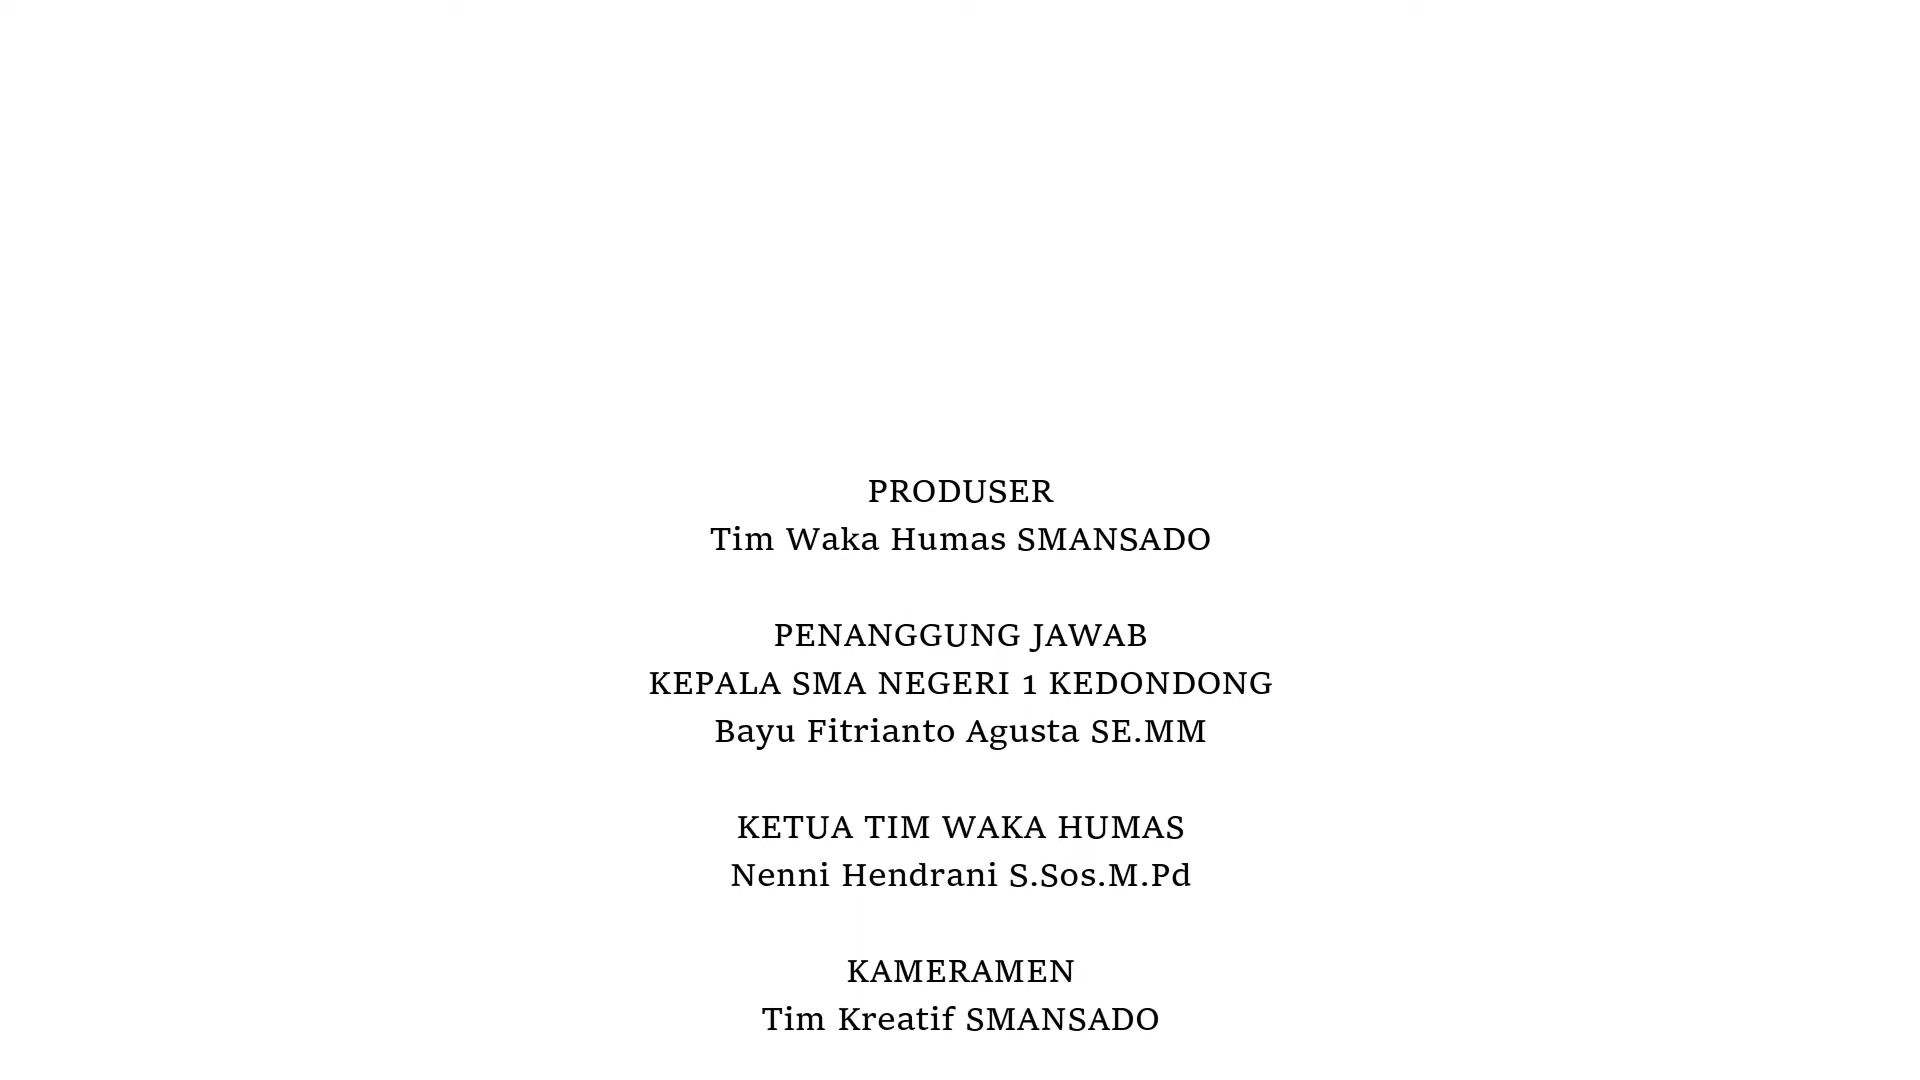 PRODUSER
Tim Waka Humas SMANSADO
PENANGGUNG JAWAB
KEPALA SMA NEGERI 1 KEDONDONG
Bayu Fitrianto Agusta SE.MM
KETUA TIM WAKA HUMAS
Nenni Hendrani S.Sos.M.Pd
KAMERAMEN
Tim Kreatif SMANSADO